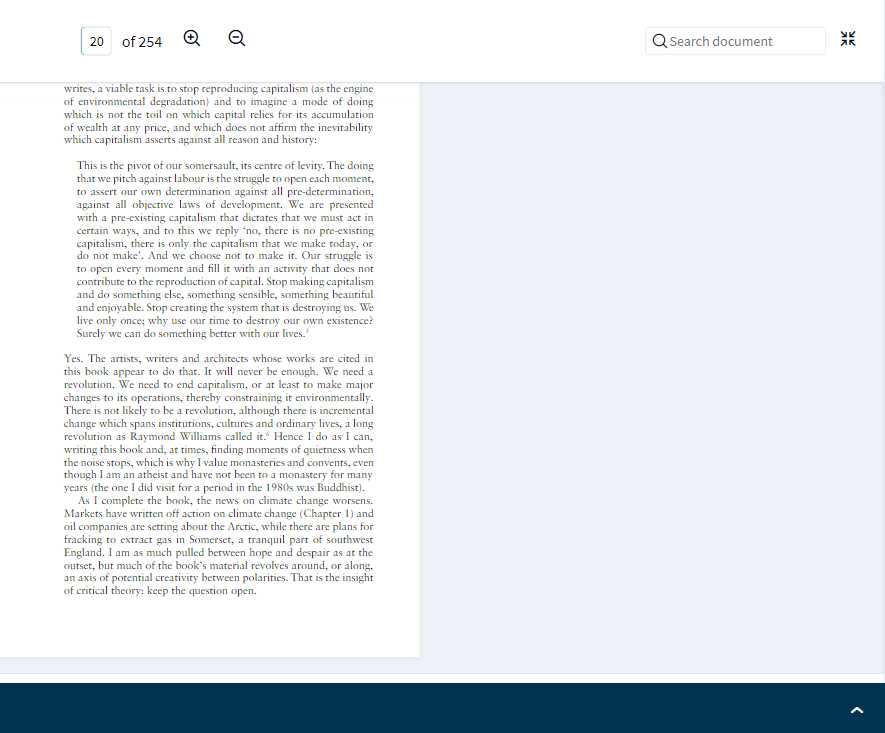 20 of 254
Search document
writes, a viable task is to stop reproducing capitalism (as the engine
of environmental degradation) and to imagine a mode of doing
which is not the toil on which capital relies for its accumulation
of wealth at any price, and which does not affirm the inevitability
which capitalism asserts against all reason and history:
This is the pivot of our somersault, its centre of levity. The doing
that we pitch against labour is the struggle to open each moment,
to assert our own determination against all pre-determination,
against all objective laws of development. We are presented
with a pre-existing capitalism that dictates that we must act in
certain ways, and to this we reply ‘no, there is no pre-existing
capitalism, there is only the capitalism that we make today, or
do not make’. And we choose not to make it. Our struggle is
to open every moment and fill it with an activity that does not
contribute to the reproduction of capital. Stop making capitalism
and do something else, something sensible, something beautiful
and enjoyable. Stop creating the system that is destroying us. We
live only once; why use our time to destroy our own existence?
Surely we can do something better with our lives.⁵
Yes. The artists, writers and architects whose works are cited in
this book appear to do that. It will never be enough. We need a
revolution. We need to end capitalism, or at least to make major
changes to its operations, thereby constraining it environmentally.
There is not likely to be a revolution, although there is incremental
change which spans institutions, cultures and ordinary lives, a long
revolution as Raymond Williams called it.⁶ Hence I do as I can,
writing this book and, at times, finding moments of quietness when
the noise stops, which is why I value monasteries and convents, even
though I am an atheist and have not been to a monastery for many
years (the one I did visit for a period in the 1980s was Buddhist).
As I complete the book, the news on climate change worsens.
Markets have written off action on climate change (Chapter 1) and
oil companies are setting about the Arctic, while there are plans for
fracking to extract gas in Somerset, a tranquil part of southwest
England. I am as much pulled between hope and despair as at the
outset, but much of the book’s material revolves around, or along,
an axis of potential creativity between polarities. That is the insight
of critical theory: keep the question open.